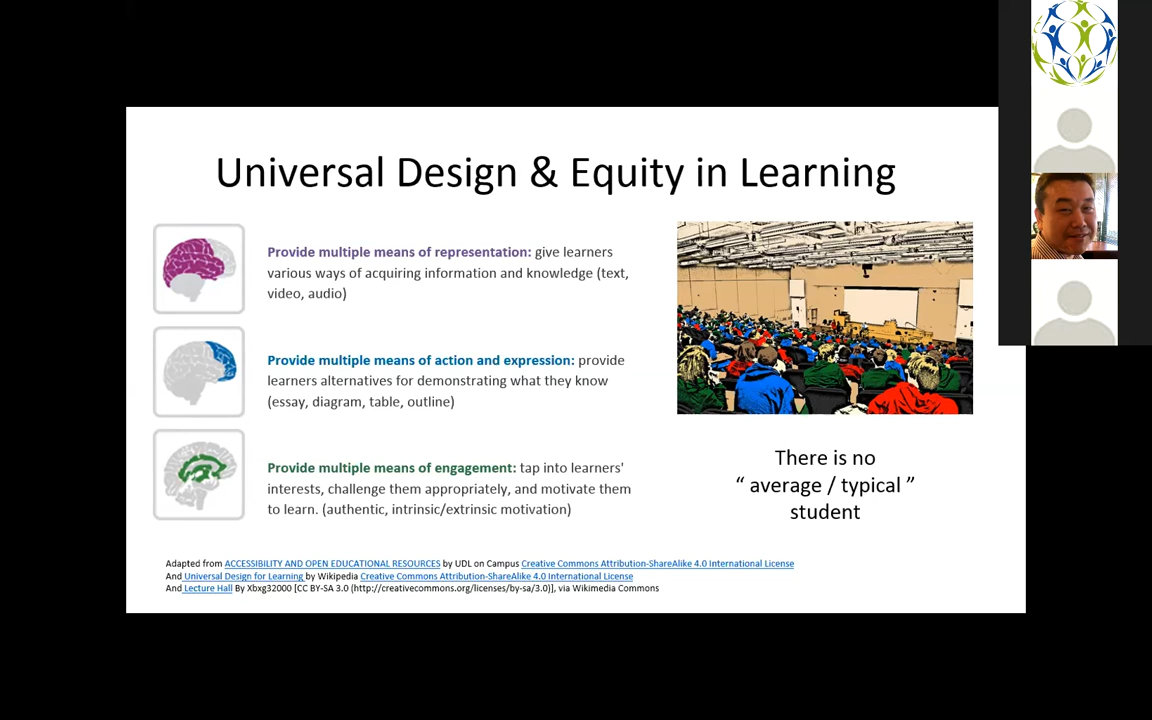 Universal Design & Equity in Learning
Provide multiple means of representation: give learners
various ways of acquiring information and knowledge (text,
video, audio)
Provide multiple means of action and expression: provide
learners alternatives for demonstrating what they know
(essay, diagram, table, outline)
Provide multiple means of engagement: tap into learners'
interests, challenge them appropriately, and motivate them
to learn. (authentic, intrinsic/extrinsic motivation)
There is no
“ average / typical ”
student
Adapted from ACCESSIBILITY AND OPEN EDUCATIONAL RESOURCES by UDL on Campus Creative Commons Attribution-ShareAlike 4.0 International License
And Universal Design for Learning by Wikipedia Creative Commons Attribution-ShareAlike 4.0 International License
And Lecture Hall By Xbxg32000 [CC BY-SA 3.0 (http://creativecommons.org/licenses/by-sa/3.0)], via Wikimedia Commons